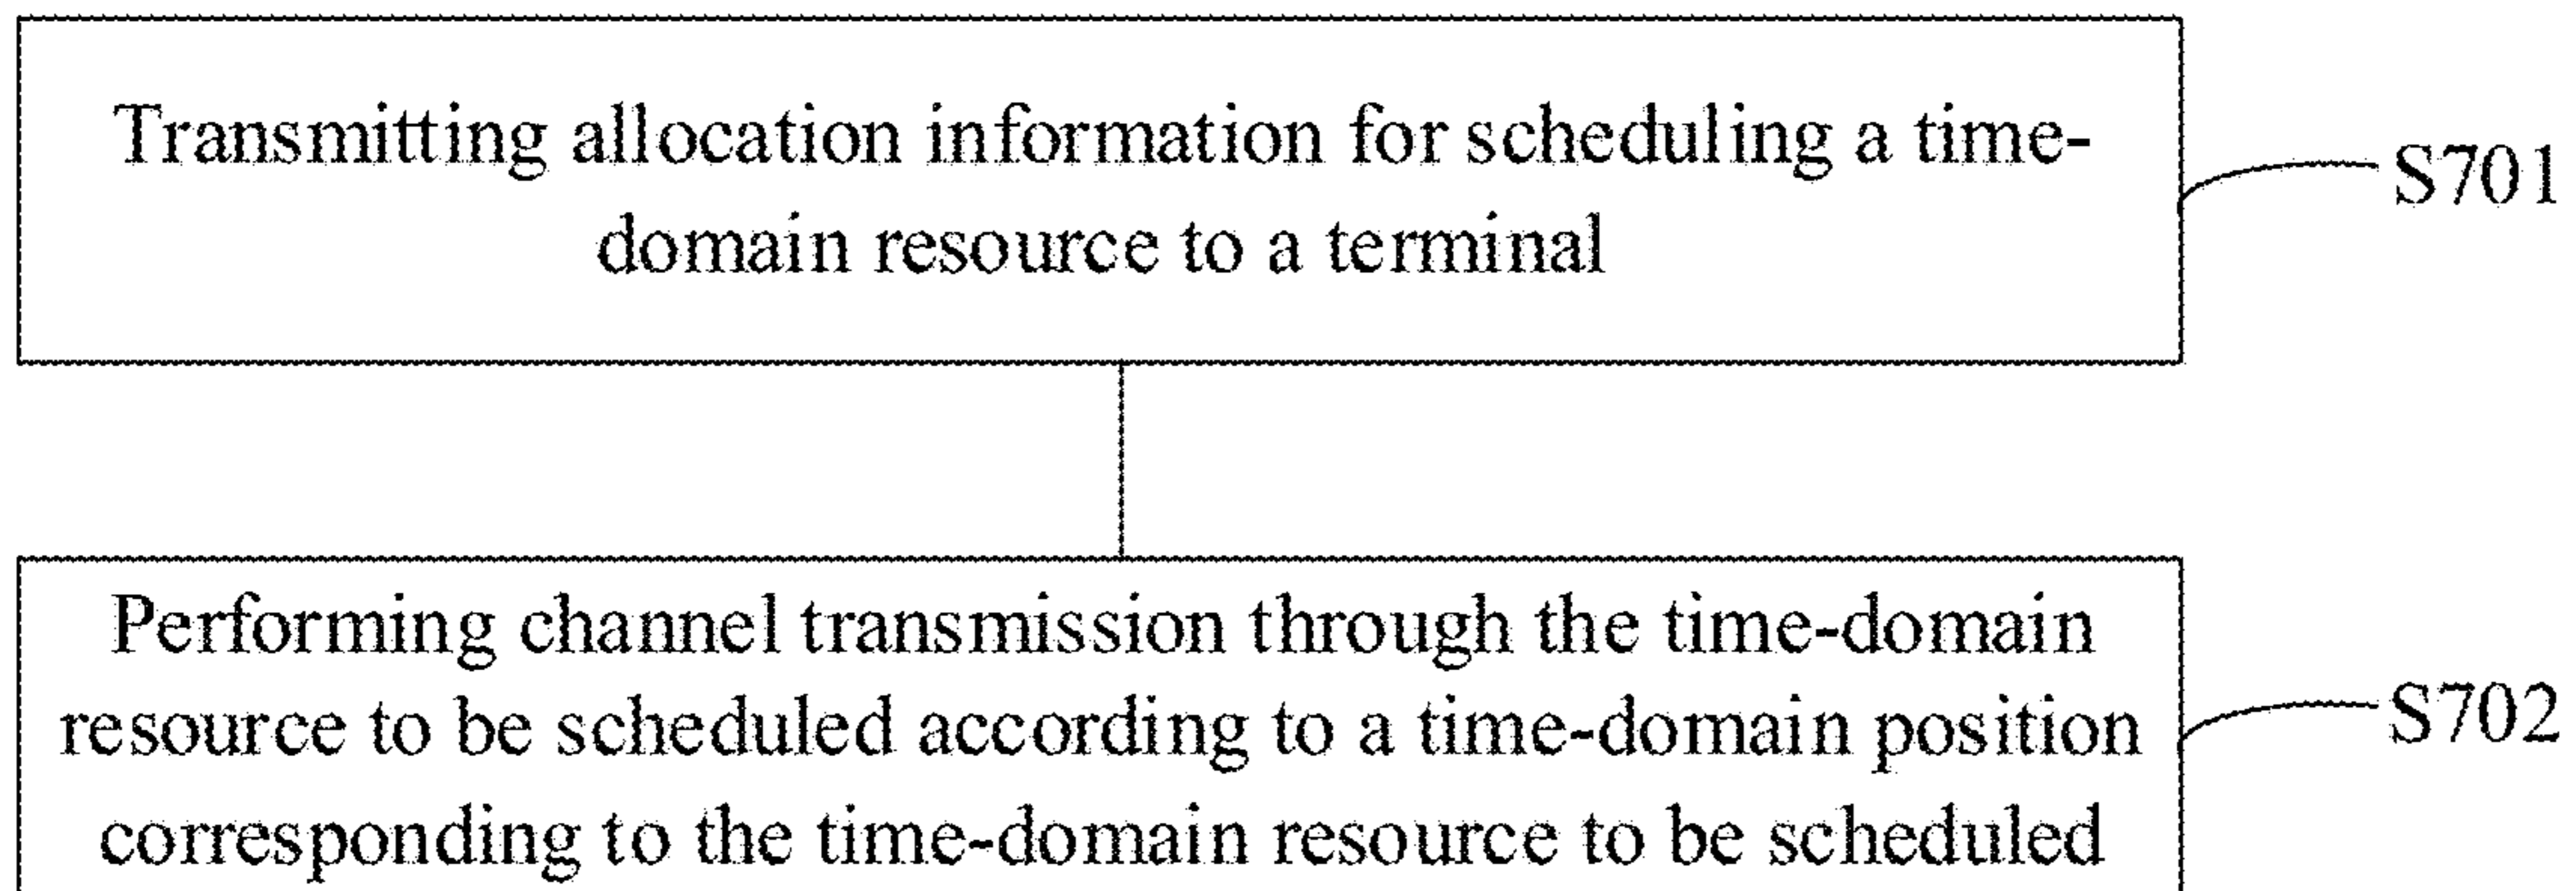 Transmitting allocation information for scheduling a time-
domain resource to a terminal
S701
Performing channel transmission through the time-domain
resource to be scheduled according to a time-domain position
corresponding to the time-domain resource to be scheduled
S702